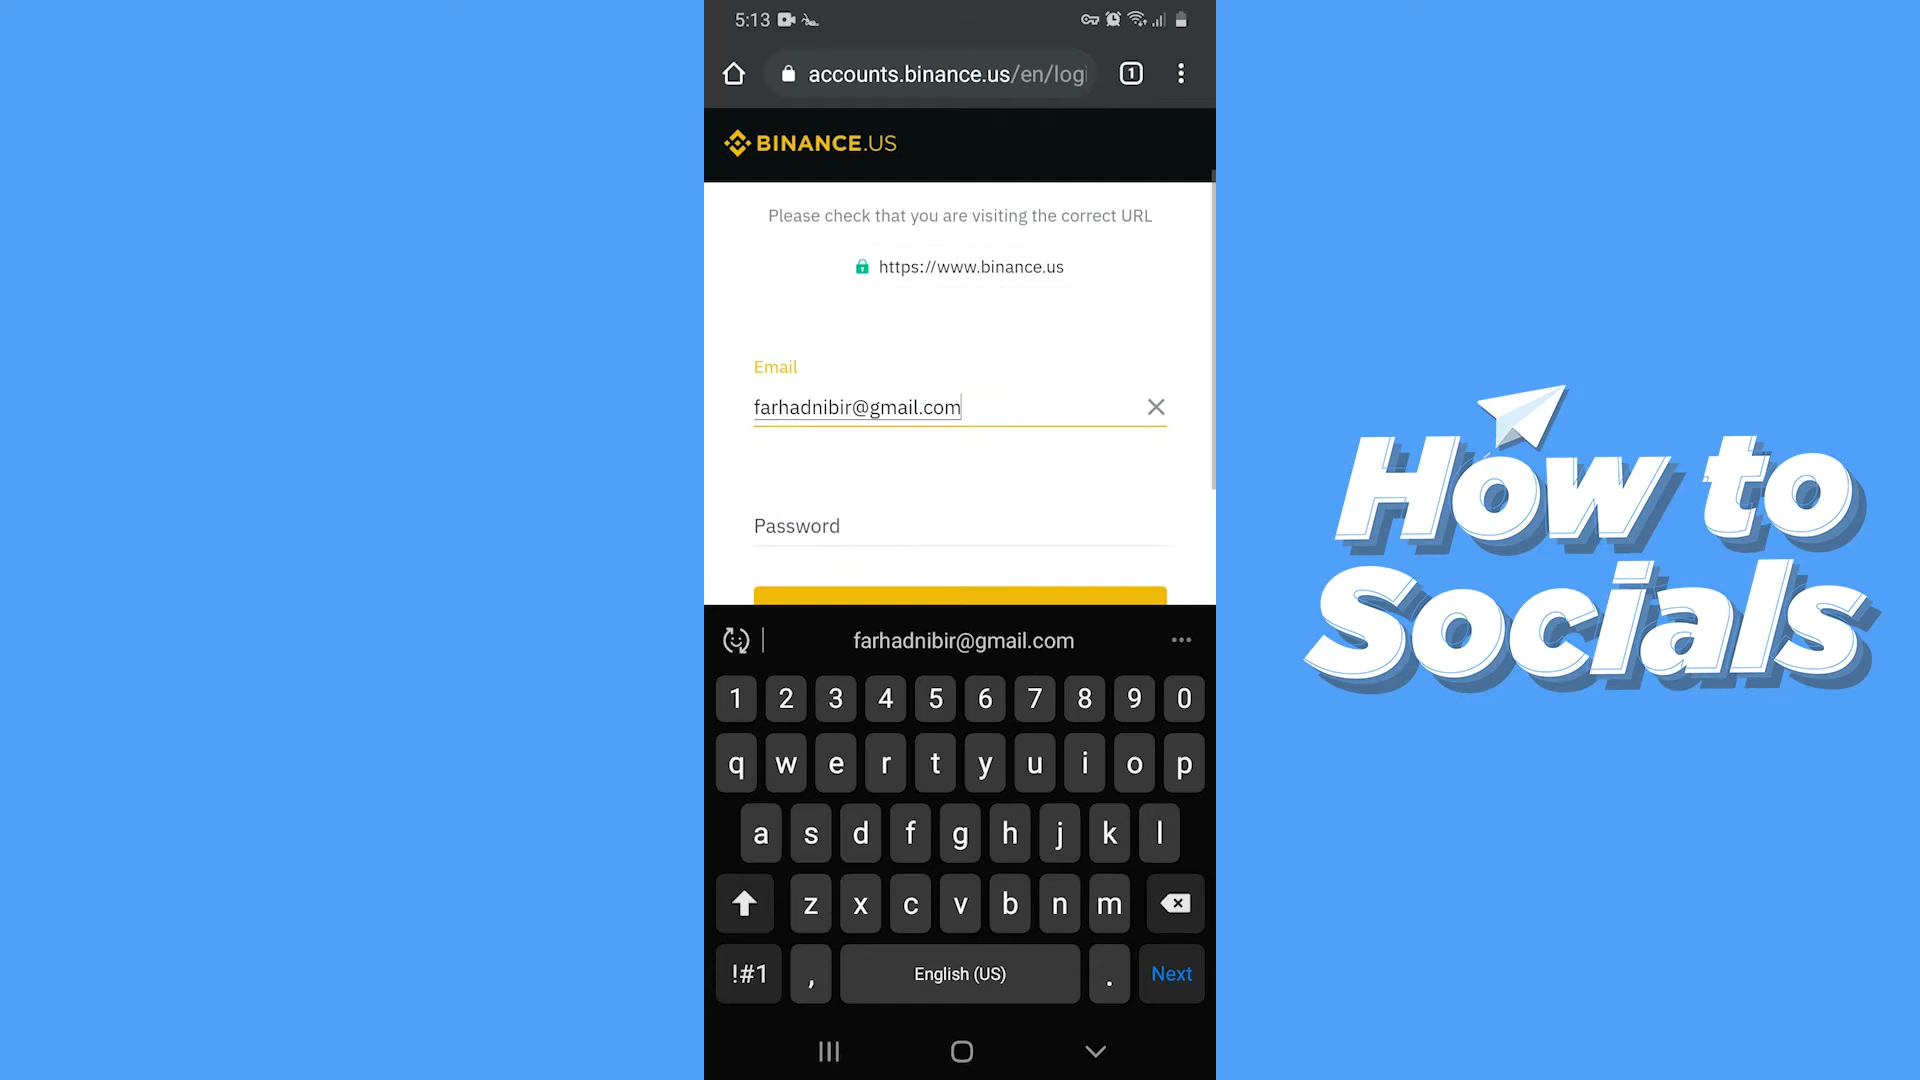 5:13
accounts.binance.us/en/logi
1
BINANCE.US
Please check that you are visiting the correct URL
https://www.binance.us
Email
farhadnibir@gmail.com
Password
farhadnibir@gmail.com
1 2 3 4 5 6 7 8 9 0
q w e r t y u i o p
a s d f g h j k l
z x c v b n m
!#1 , English (US) . Next
How to
Socials